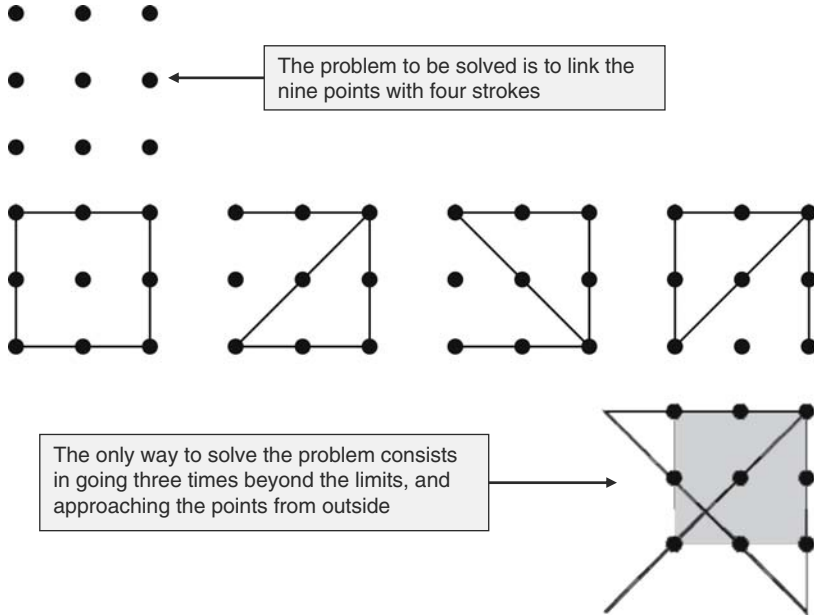 The problem to be solved is to link the
nine points with four strokes
The only way to solve the problem consists
in going three times beyond the limits, and
approaching the points from outside